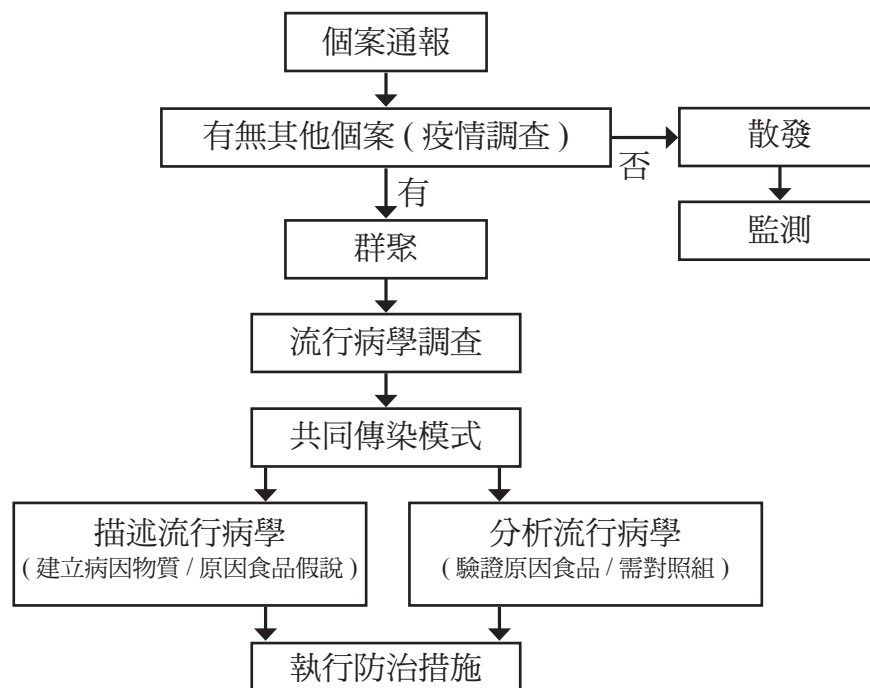 個案通報
有無其他個案 ( 疫情調查 )
散發
否
有
監測
群聚
流行病學調查
共同傳染模式
描述流行病學
( 建立病因物質 / 原因食品假說 )
分析流行病學
( 驗證原因食品 / 需對照組 )
執行防治措施